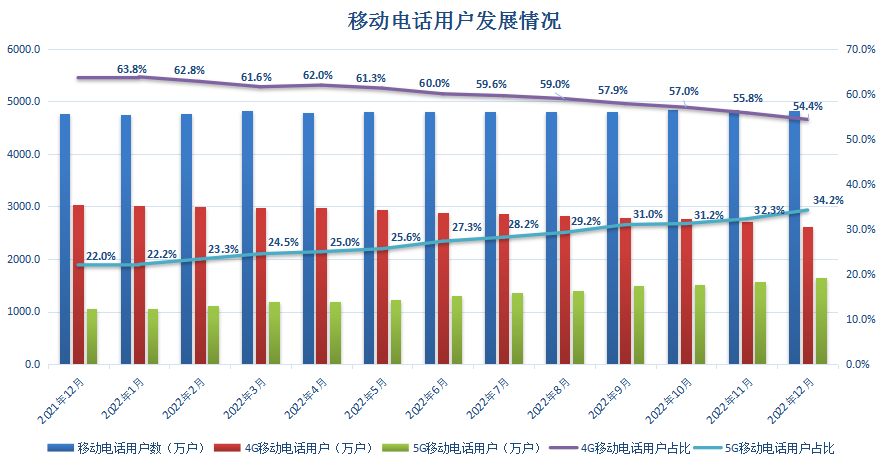 移动电话用户发展情况
6000.0
5000.0
4000.0
3000.0
2000.0
1000.0
0.0
70.0%
60.0%
50.0%
40.0%
30.0%
20.0%
10.0%
0.0%
63.8%
62.8%
61.6%
62.0%
61.3%
60.0%
59.6%
59.0%
57.9%
57.0%
55.8%
54.4%
22.0%
22.2%
23.3%
24.5%
25.0%
25.6%
27.3%
28.2%
29.2%
31.0%
31.2%
32.3%
34.2%
2021年12月
2022年1月
2022年2月
2022年3月
2022年4月
2022年5月
2022年6月
2022年7月
2022年8月
2022年9月
2022年10月
2022年11月
2022年12月
移动电话用户数（万户）
4G移动电话用户（万户）
5G移动电话用户（万户）
4G移动电话用户占比
5G移动电话用户占比